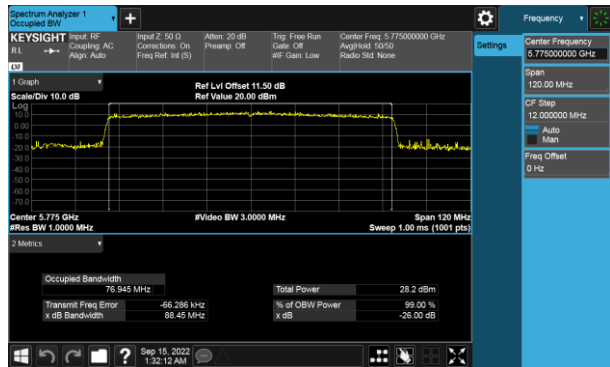 Spectrum Analyzer 1
Occupied BW
+
Frequency
KEYSIGHT
RL
Input: RF
Coupling: AC
Align: Auto
Input Z: 50 Ω
Corrections: On
Freq Ref: Int (S)
Atten: 20 dB
Preamp: Off
Trig: Free Run
Gate: Off
#IF Gain: Low
Center Freq: 5.775000000 GHz
Avg|Hold: 50/50
Radio Std: None
LXI
1 Graph
Scale/Div 10.0 dB
Ref Lvl Offset 11.50 dB
Ref Value 20.00 dBm
Log
10.0
0.00
-10.0
-20.0
-30.0
-40.0
-50.0
-60.0
-70.0
Center 5.775 GHz
#Res BW 1.0000 MHz
#Video BW 3.0000 MHz
Span 120 MHz
Sweep 1.00 ms (1001 pts)
2 Metrics
Occupied Bandwidth
76.945 MHz
Total Power 28.2 dBm
Transmit Freq Error -66.286 kHz
% of OBW Power 99.00 %
x dB Bandwidth 88.45 MHz
x dB -26.00 dB
Settings
Center Frequency
5.775000000 GHz
Span
120.00 MHz
CF Step
12.000000 MHz
Auto
Man
Freq Offset
0 Hz
?
Sep 15, 2022
1:32:12 AM